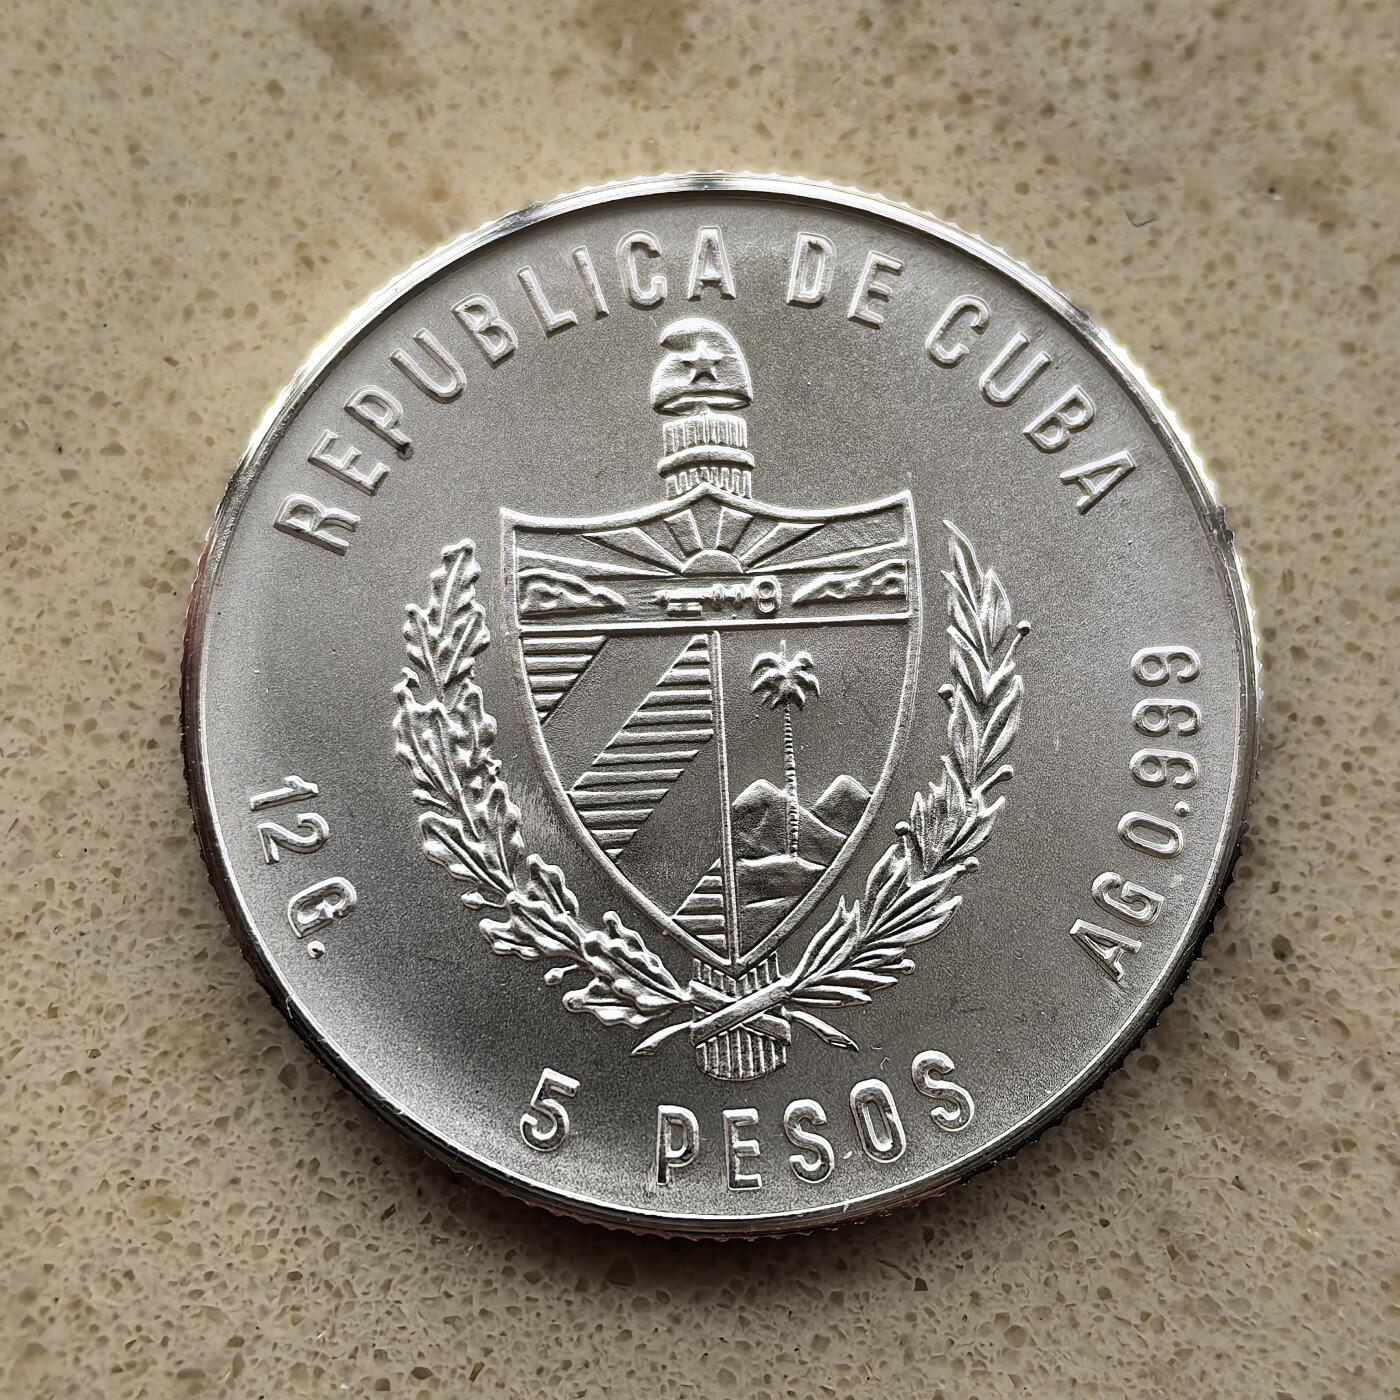 REPUBLICA DE CUBA
12 G.
AG 0.999
5 PESOS